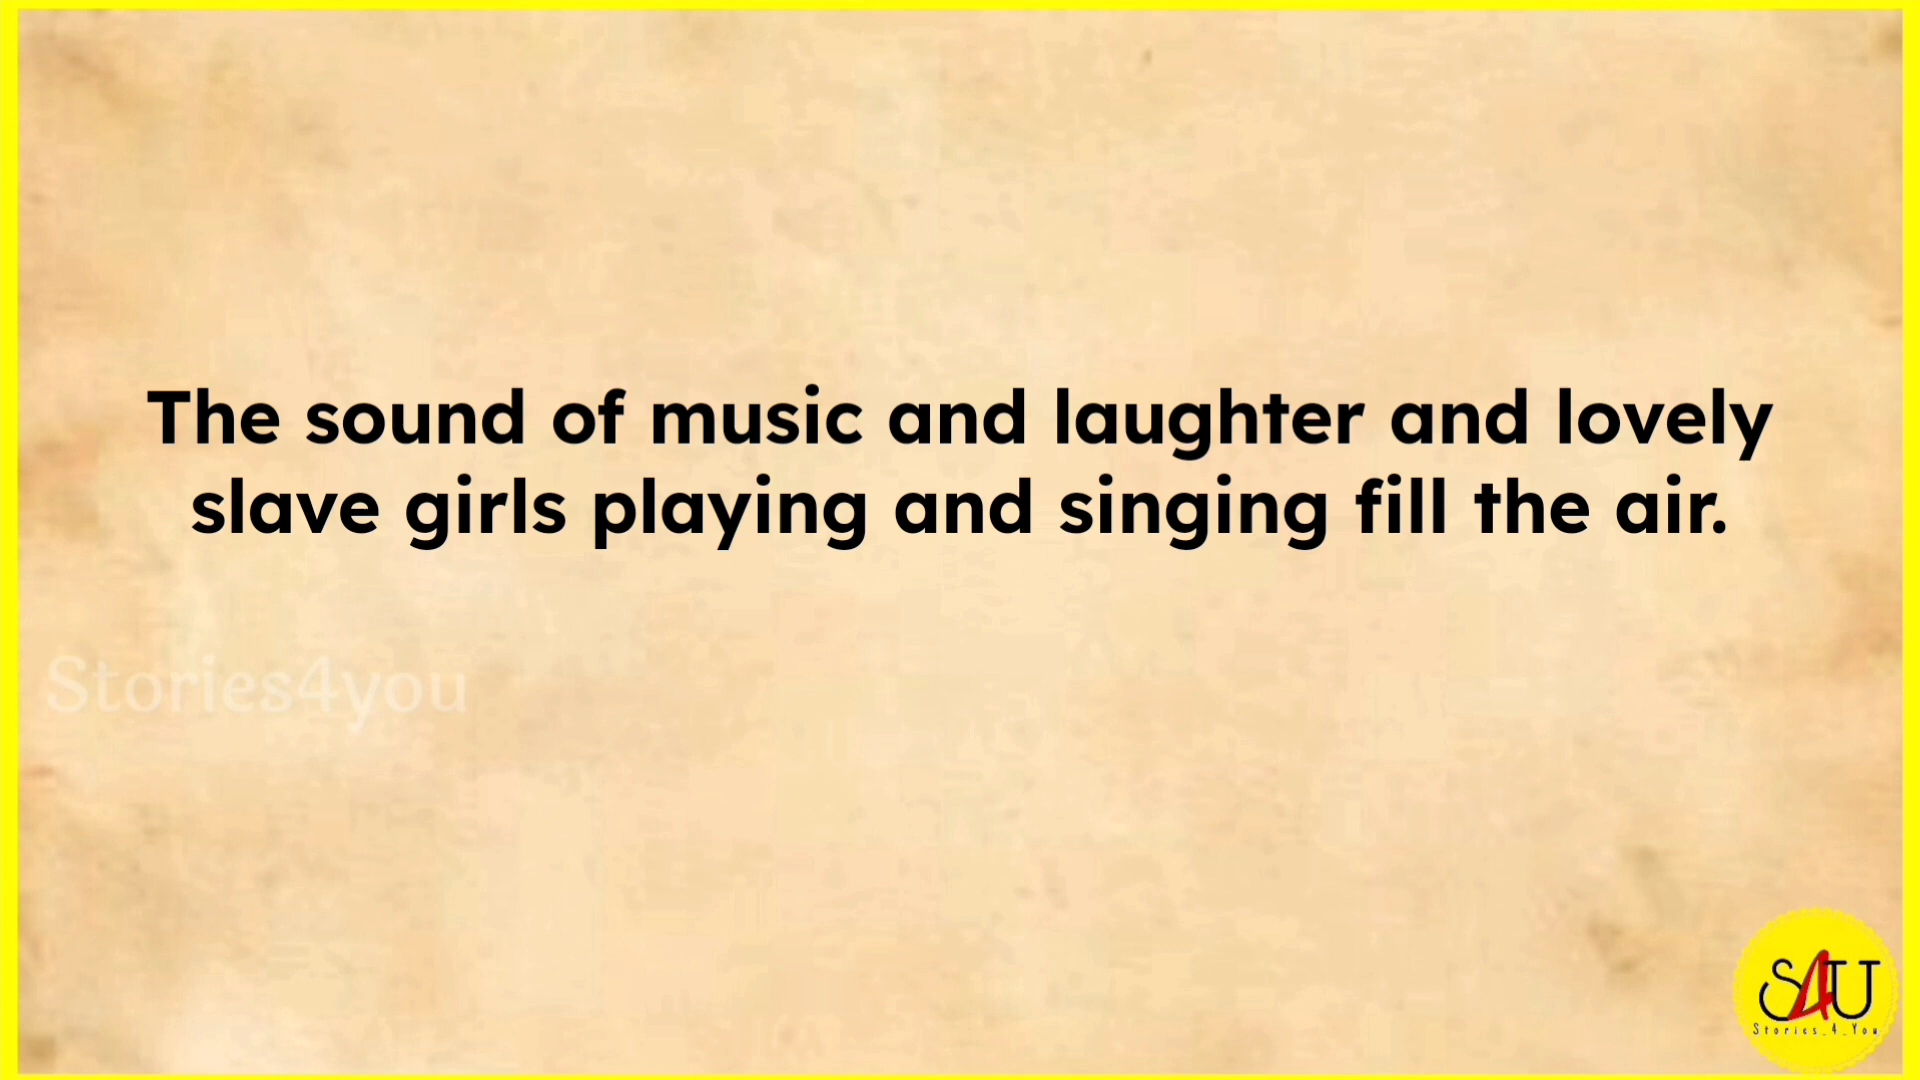 The sound of music and laughter and lovely
slave girls playing and singing fill the air.
Stories4you
S4U
Stories_4_You